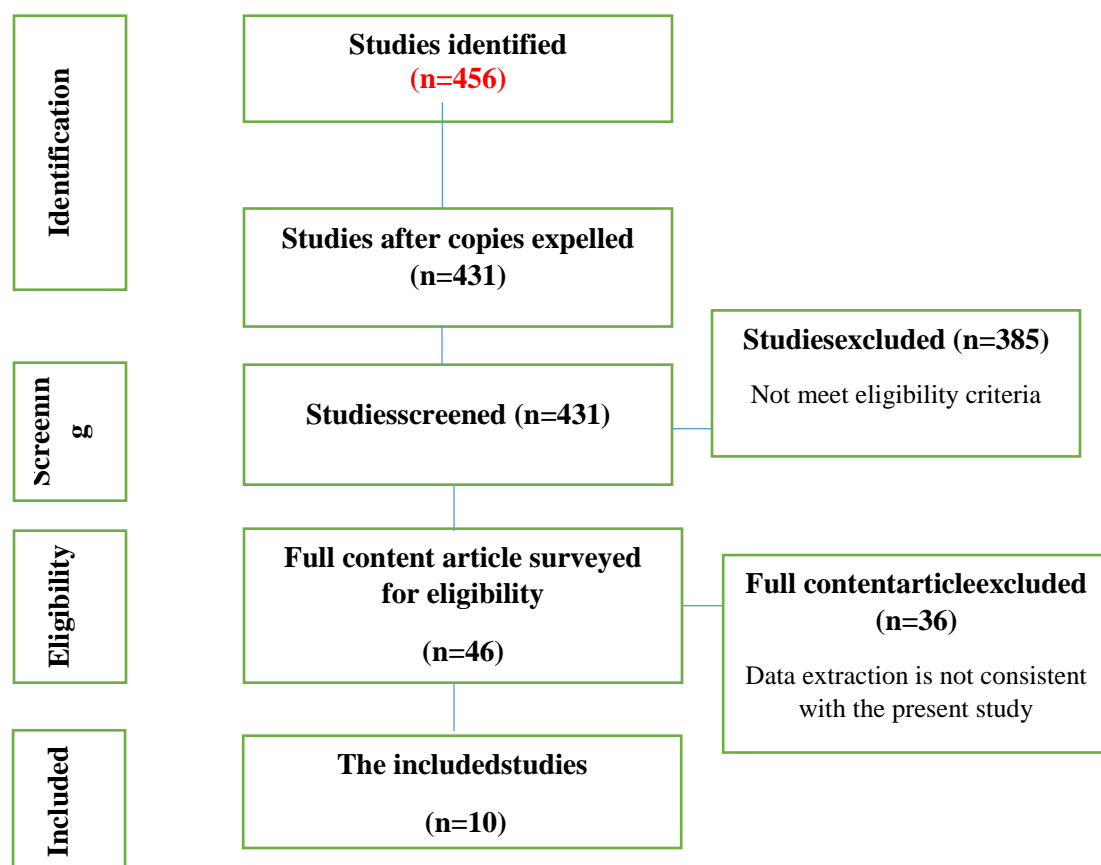 Identification
Studies identified
(n=456)
Studies after copies expelled
(n=431)
Screenin
g
Studiesscreened (n=431)
Studiesexcluded (n=385)
Not meet eligibility criteria
Eligibility
Full content article surveyed
for eligibility
(n=46)
Full contentarticleexcluded
(n=36)
Data extraction is not consistent
with the present study
Included
The includedstudies
(n=10)